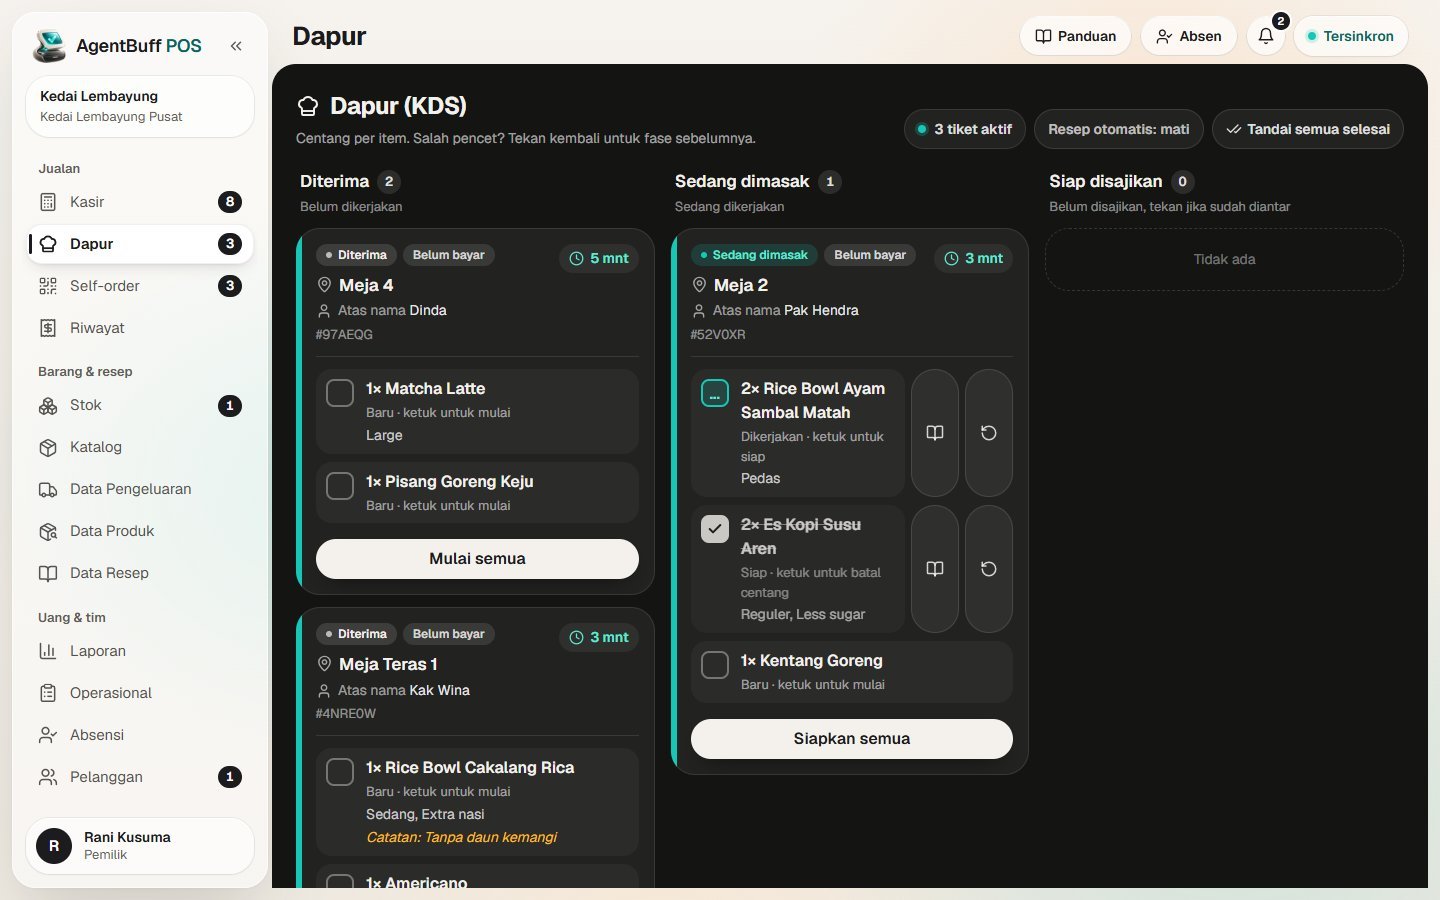 AgentBuff POS
Kedai Lembayung
Kedai Lembayung Pusat
Jualan
Kasir 8
Dapur 3
Self-order 3
Riwayat
Barang & resep
Stok 1
Katalog
Data Pengeluaran
Data Produk
Data Resep
Uang & tim
Laporan
Operasional
Absensi
Pelanggan 1
R
Rani Kusuma
Pemilik
Dapur
Panduan
Absen
2
Tersinkron
Dapur (KDS)
Centang per item. Salah pencet? Tekan kembali untuk fase sebelumnya.
3 tiket aktif
Resep otomatis: mati
Tandai semua selesai
Diterima 2
Belum dikerjakan
Diterima Belum bayar 5 mnt
Meja 4
Atas nama Dinda
#97AEQG
1× Matcha Latte
Baru · ketuk untuk mulai
Large
1× Pisang Goreng Keju
Baru · ketuk untuk mulai
Mulai semua
Diterima Belum bayar 3 mnt
Meja Teras 1
Atas nama Kak Wina
#4NRE0W
1× Rice Bowl Cakalang Rica
Baru · ketuk untuk mulai
Sedang, Extra nasi
Catatan: Tanpa daun kemangi
1× Americano
Sedang dimasak 1
Sedang dikerjakan
Sedang dimasak Belum bayar 3 mnt
Meja 2
Atas nama Pak Hendra
#52V0XR
...
2× Rice Bowl Ayam
Sambal Matah
Dikerjakan · ketuk untuk
siap
Pedas
2× Es Kopi Susu
Aren
Siap · ketuk untuk batal
centang
Reguler, Less sugar
1× Kentang Goreng
Baru · ketuk untuk mulai
Siapkan semua
Siap disajikan 0
Belum disajikan, tekan jika sudah diantar
Tidak ada